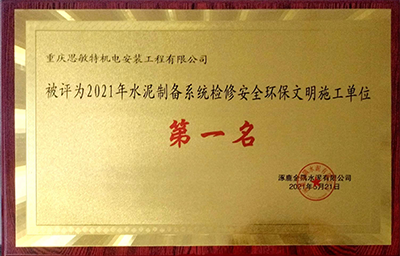 重庆思敏特机电安装工程有限公司
被评为2021年水泥制备系统检修安全环保文明施工单位
第一名
涿鹿金隅水泥有限公司
2021年5月21日